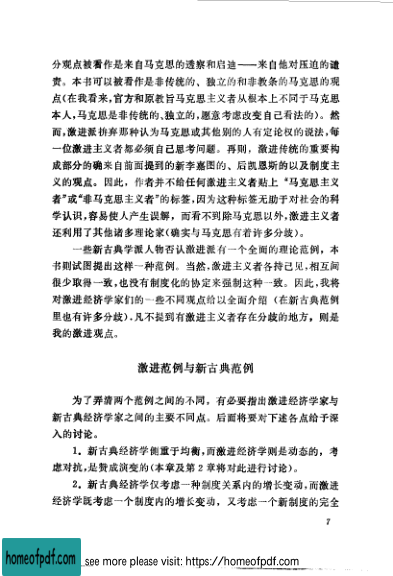 分观点被看作是来自马克思的透察和启迪——来自他对压迫的谴
责。本书可以被看作是非传统的、独立的和非教条的马克思的观
点(在我看来,官方和原教旨马克思主义者从根本上不同于马克思
本人,马克思是非传统的、独立的,愿意考虑改变自己看法的)。然
而,激进派摈弃那种认为马克思或其他别的人有定论权的说法,每
一位激进主义者都必须自己思考问题。再则，激进传统的重要构
成部分的确来自前面提到的新李嘉图的、后凯恩斯的以及制度主
义的观点。因此，作者并不给任何激进主义者贴上“马克思主义
者”或“非马克思主义者”的标签,因为这种标签无助于对社会的科
学认识,容易使人产生误解，而看不到除马克思以外,激进主义者
还利用了其他诸多理论家(确实与马克思有着许多分歧)。
一些新古典学派人物否认激进派有一个全面的理论范例，本
书则试图提出这样一种范例。当然,激进主义者各持己见,相互间
很少取得一致,也没有制度化的协定来强制这种一致。因此,我将
对激进经济学家们的一些不同观点给以全面介绍（在新古典范例
里也有许多分歧)。凡不提到有激进主义者存在分歧的地方，则是
我的激进观点。
激进范例与新古典范例
为了弄清两个范例之间的不同，有必要指出激进经济学家与
新古典经济学家之间的主要不同点。后面将要对下述各点给于深
入的讨论。
1．新古典经济学侧重于均衡,而激进经济学则是动态的，考
虑对抗,是赞成演变的(本章及第2章将对此进行讨论)。
2．新古典经济学仅考虑一种制度关系内的增长变动,而激进
经济学既考虑一个制度内的增长变动，又考虑一个新制度的完全
7
homeofpdf.com see more please visit: https://homeofpdf.com